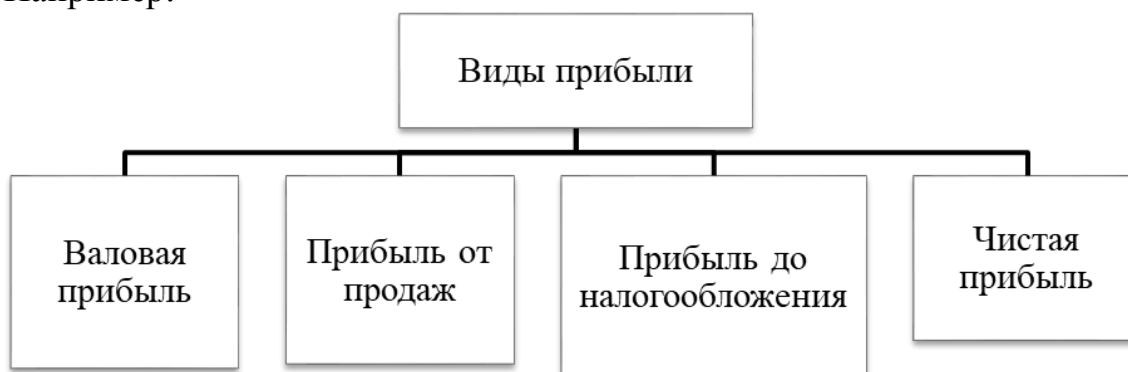 Например:
Виды прибыли
Валовая
прибыль
Прибыль от
продаж
Прибыль до
налогообложения
Чистая
прибыль